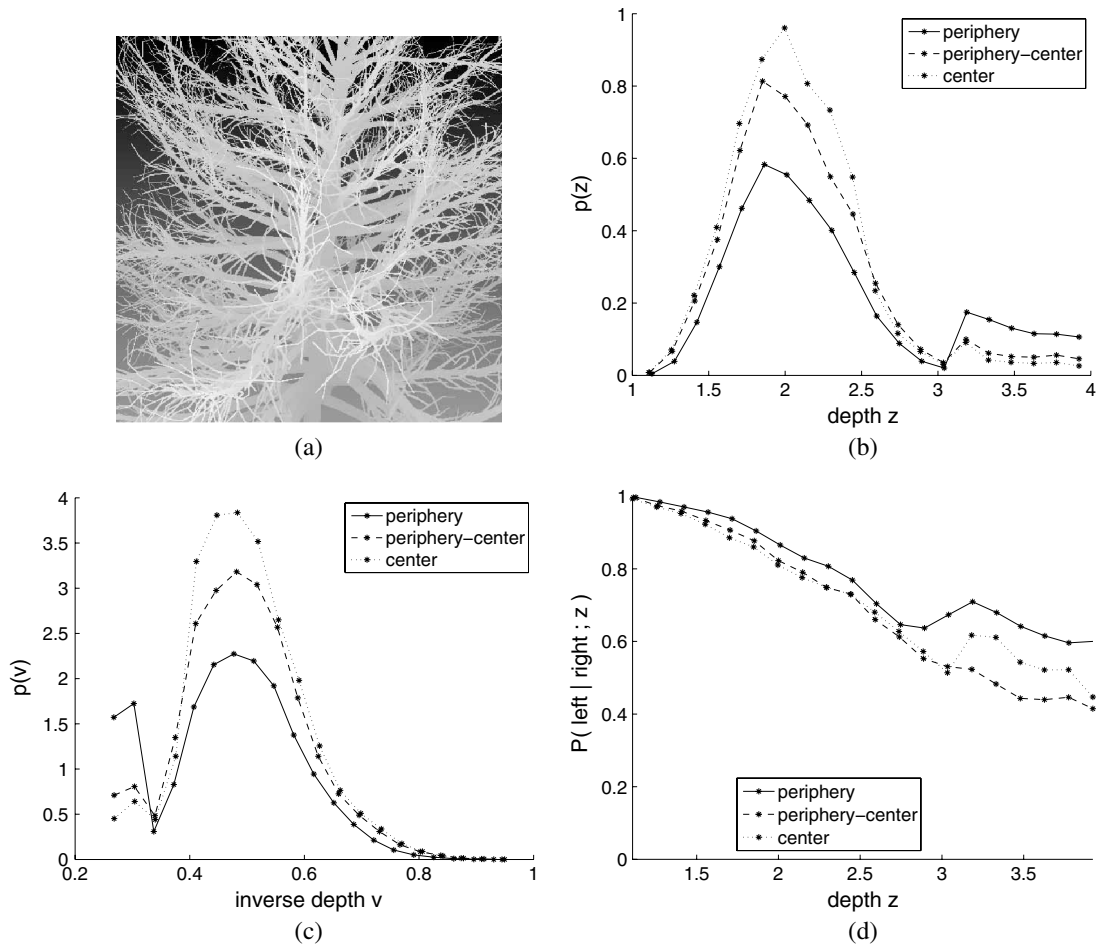 (a)
1
0.8
0.6
0.4
0.2
0
p(z)
1
1.5
2
2.5
3
3.5
4
depth z
periphery
periphery-center
center
(b)
4
3.5
3
2.5
2
1.5
1
0.5
0
p(v)
0.2
0.4
0.6
0.8
1
inverse depth v
periphery
periphery-center
center
(c)
1
0.8
0.6
0.4
0.2
0
P( left | right ; z )
1.5
2
2.5
3
3.5
depth z
periphery
periphery-center
center
(d)